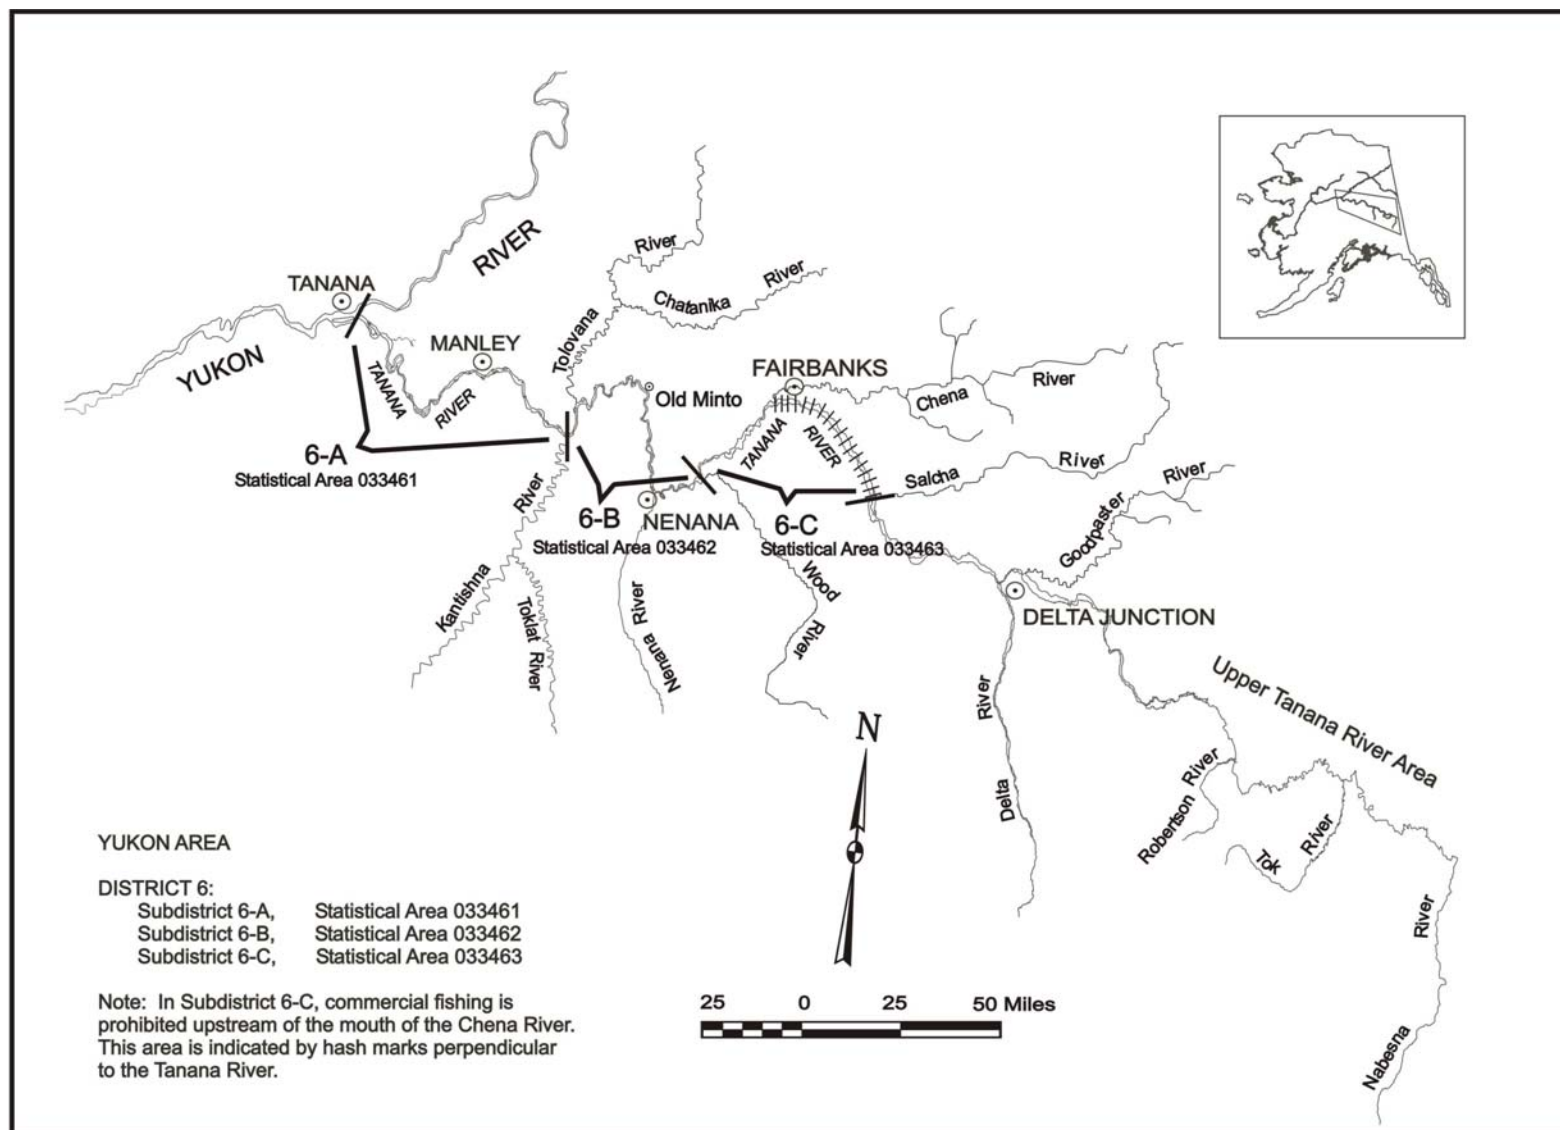 TANANA
YUKON
RIVER
MANLEY
TANANA
RIVER
Tolovana
River
Chatanika
River
Old Minto
FAIRBANKS
Chena
River
TANANA
RIVER
Salcha
River
Goodpaster
River
6-A
Statistical Area 033461
6-B
Statistical Area 033462
NENANA
6-C
Statistical Area 033463
Kantishna
River
Toklat River
Nenana River
Wood
River
DELTA JUNCTION
Delta
River
Upper Tanana River Area
Robertson River
Tok
River
Nabesna
River
N
25 0 25 50 Miles
YUKON AREA
DISTRICT 6:
Subdistrict 6-A, Statistical Area 033461
Subdistrict 6-B, Statistical Area 033462
Subdistrict 6-C, Statistical Area 033463
Note: In Subdistrict 6-C, commercial fishing is
prohibited upstream of the mouth of the Chena River.
This area is indicated by hash marks perpendicular
to the Tanana River.